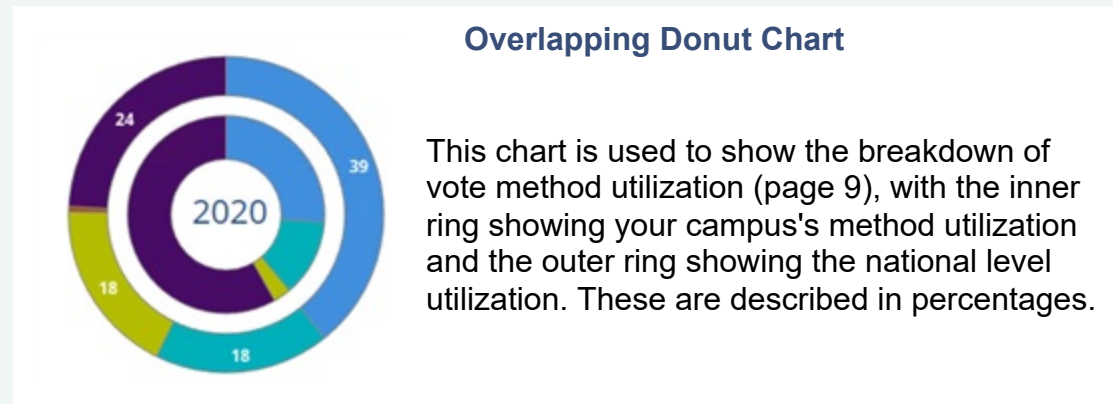 Overlapping Donut Chart
24
39
2020
18
18
This chart is used to show the breakdown of
vote method utilization (page 9), with the inner
ring showing your campus's method utilization
and the outer ring showing the national level
utilization. These are described in percentages.